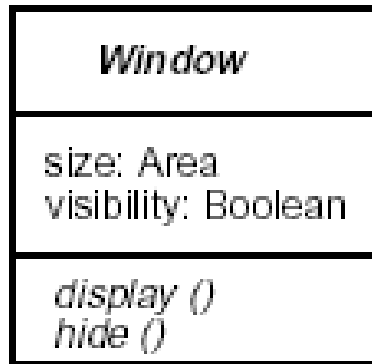 Window
size: Area
visibility: Boolean
display ()
hide ()